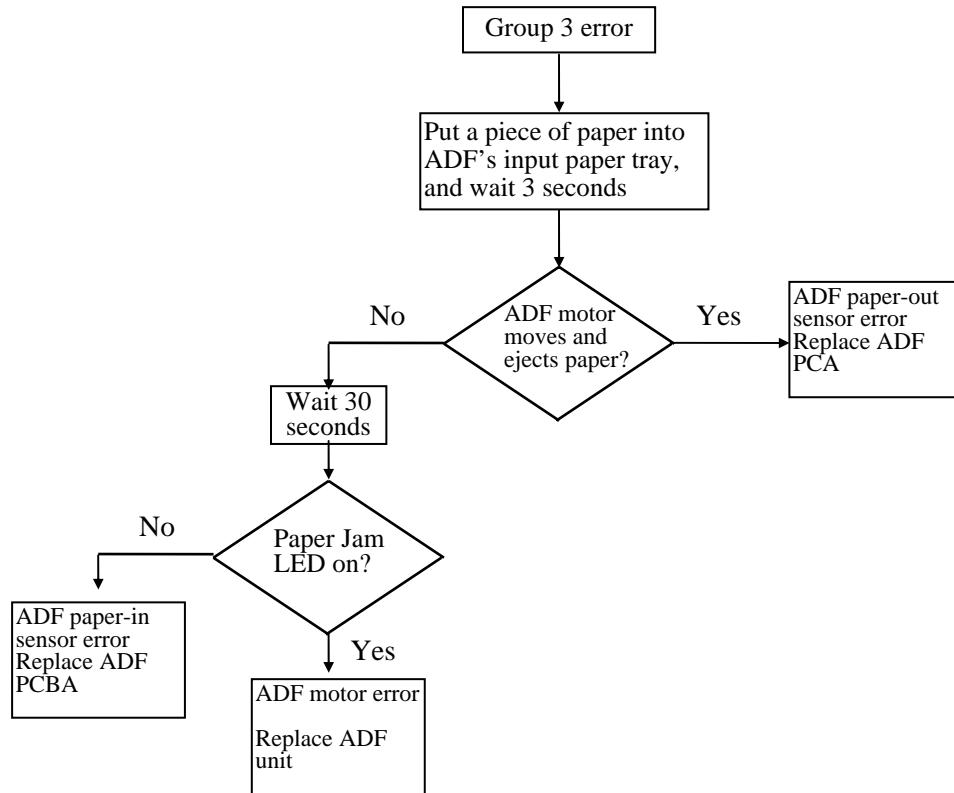 Group 3 error
Put a piece of paper into
ADF's input paper tray,
and wait 3 seconds
No
ADF motor
moves and
ejects paper?
Yes
ADF paper-out
sensor error
Replace ADF
PCA
Wait 30
seconds
No
Paper Jam
LED on?
ADF paper-in
sensor error
Replace ADF
PCBA
Yes
ADF motor error
Replace ADF
unit